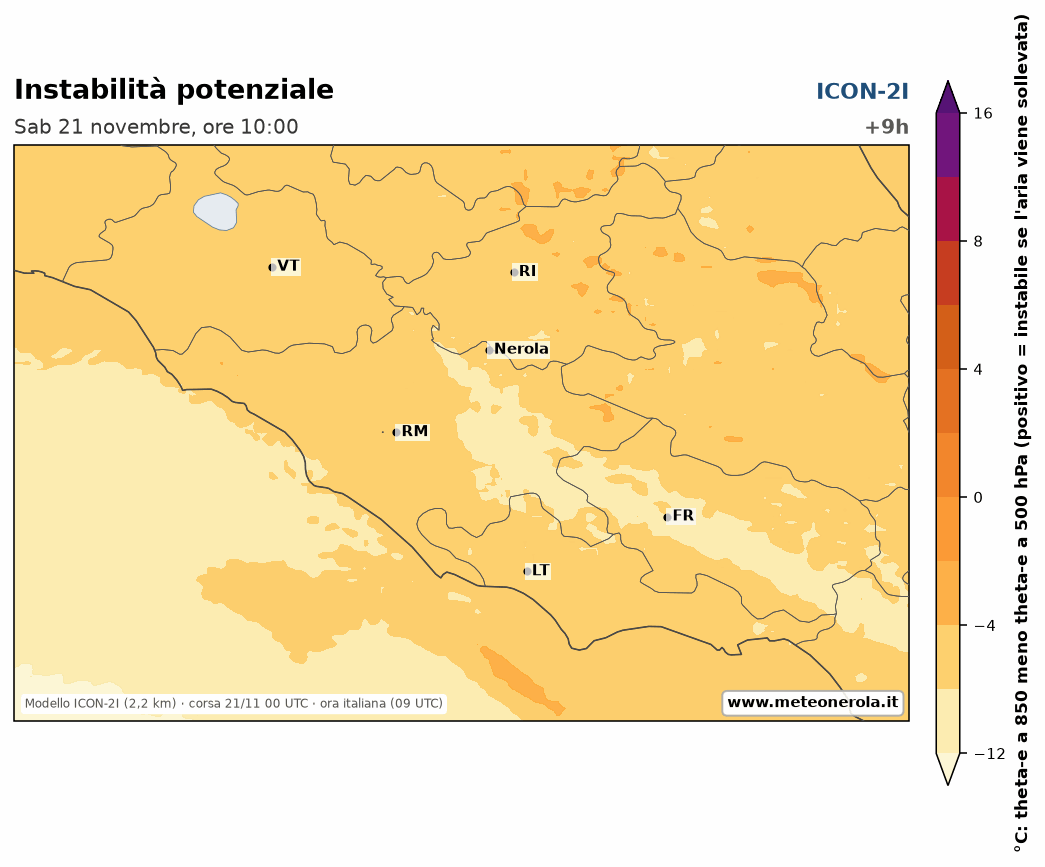 Instabilità potenziale
ICON-2I
Sab 21 novembre, ore 10:00
+9h
VT
RI
Nerola
RM
FR
LT
Modello ICON-2I (2,2 km) · corsa 21/11 00 UTC · ora italiana (09 UTC)
www.meteonerola.it
16
8
4
0
−4
−12
°C: theta-e a 850 meno theta-e a 500 hPa (positivo = instabile se l'aria viene sollevata)